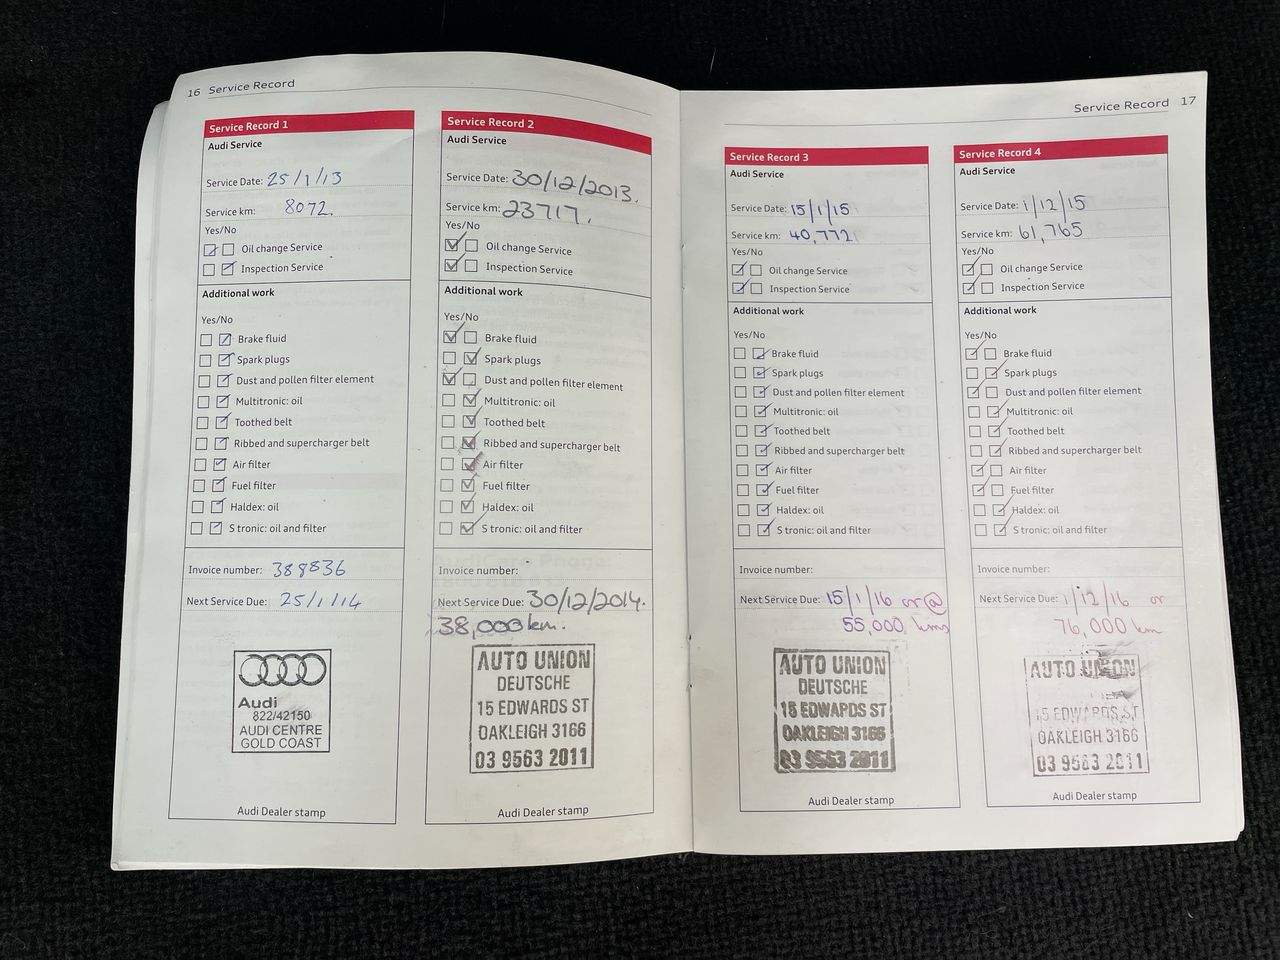 16 Service Record
Service Record 1
Audi Service
Service Date: 25/1/13
Service km: 8072.
Yes/No
Oil change Service
Inspection Service
Additional work
Yes/No
Brake fluid
Spark plugs
Dust and pollen filter element
Multitronic: oil
Toothed belt
Ribbed and supercharger belt
Air filter
Fuel filter
Haldex: oil
S tronic: oil and filter
Invoice number: 388836
Next Service Due: 25/1/14
Audi
822/42150
AUDI CENTRE
GOLD COAST
Audi Dealer stamp
Service Record 2
Audi Service
Service Date: 30/12/2013.
Service km: 23717.
Yes/No
Oil change Service
Inspection Service
Additional work
Yes/No
Brake fluid
Spark plugs
Dust and pollen filter element
Multitronic: oil
Toothed belt
Ribbed and supercharger belt
Air filter
Fuel filter
Haldex: oil
S tronic: oil and filter
Invoice number:
Next Service Due: 30/12/2014.
38,000 km.
AUTO UNION
DEUTSCHE
15 EDWARDS ST
OAKLEIGH 3166
03 9563 2011
Audi Dealer stamp
Service Record 17
Service Record 3
Audi Service
Service Date: 15/1/15
Service km: 40,772
Yes/No
Oil change Service
Inspection Service
Additional work
Yes/No
Brake fluid
Spark plugs
Dust and pollen filter element
Multitronic: oil
Toothed belt
Ribbed and supercharger belt
Air filter
Fuel filter
Haldex: oil
S tronic: oil and filter
Invoice number:
Next Service Due: 15/1/16 or @
55,000 kms
AUTO UNION
DEUTSCHE
15 EDWARDS ST
OAKLEIGH 3166
03 9563 2011
Audi Dealer stamp
Service Record 4
Audi Service
Service Date: 1/12/15
Service km: 61,765
Yes/No
Oil change Service
Inspection Service
Additional work
Yes/No
Brake fluid
Spark plugs
Dust and pollen filter element
Multitronic: oil
Toothed belt
Ribbed and supercharger belt
Air filter
Fuel filter
Haldex: oil
S tronic: oil and filter
Invoice number:
Next Service Due: 1/12/16 or
76,000 km
AUTO UNION
15 EDWARDS ST
OAKLEIGH 3166
03 9563 2011
Audi Dealer stamp